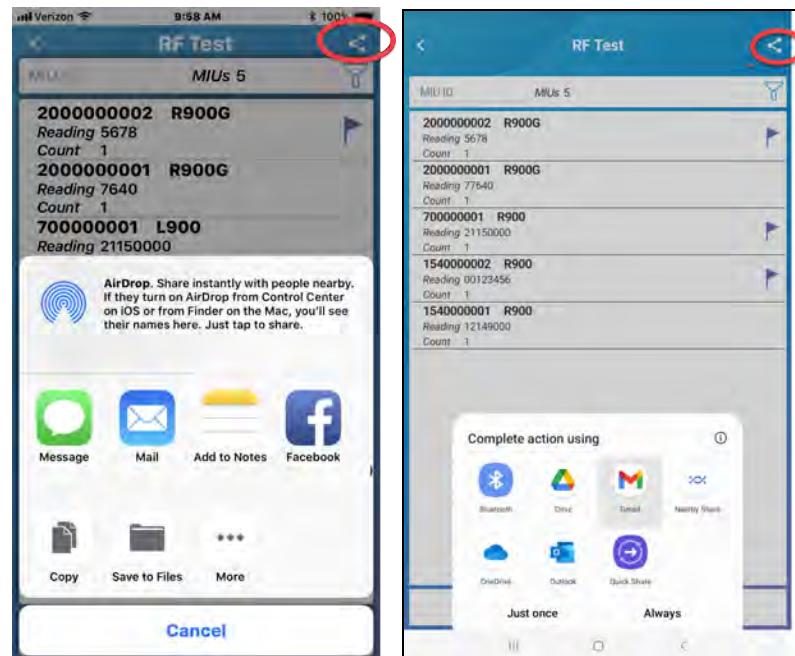 Verizon 9:58 AM 100%
RF Test
MIU MIUs 5
2000000002 R900G
Reading 5678
Count 1
2000000001 R900G
Reading 7640
Count 1
700000001 L900
Reading 21150000
AirDrop. Share instantly with people nearby.
If they turn on AirDrop from Control Center
on iOS or from Finder on the Mac, you'll see
their names here. Just tap to share.
Message Mail Add to Notes Facebook
Copy Save to Files More
Cancel
RF Test
MIU ID MIUs 5
2000000002 R900G
Reading 5678
Count 1
2000000001 R900G
Reading 77640
Count 1
700000001 R900
Reading 21150000
Count 1
1540000002 R900
Reading 00123456
Count 1
1540000001 R900
Reading 12149000
Count 1
Complete action using
Bluetooth Drive Gmail Nearby Share
OneDrive Outlook Quick Share
Just once Always